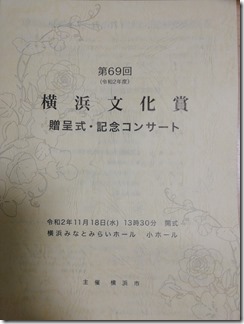 第69回
(令和2年度)
横浜文化賞
贈呈式・記念コンサート
令和2年11月18日(水) 13時30分 開式
横浜みなとみらいホール 小ホール
主催 横浜市